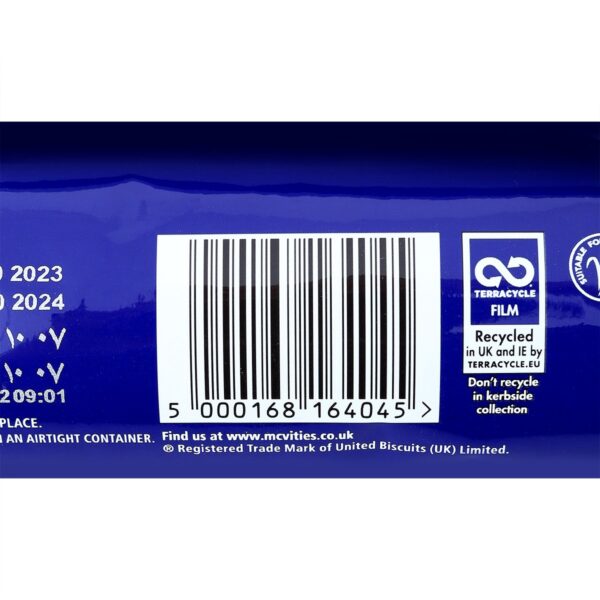 2023
2024
١٠ ٠٧
١٠ ٠٧
09:01
PLACE.
AN AIRTIGHT CONTAINER.
5 000168 164045 >
Find us at www.mcvities.co.uk
® Registered Trade Mark of United Biscuits (UK) Limited.
TERRACYCLE
FILM
Recycled
in UK and IE by
TERRACYCLE.EU
Don't recycle
in kerbside
collection
SUITABLE